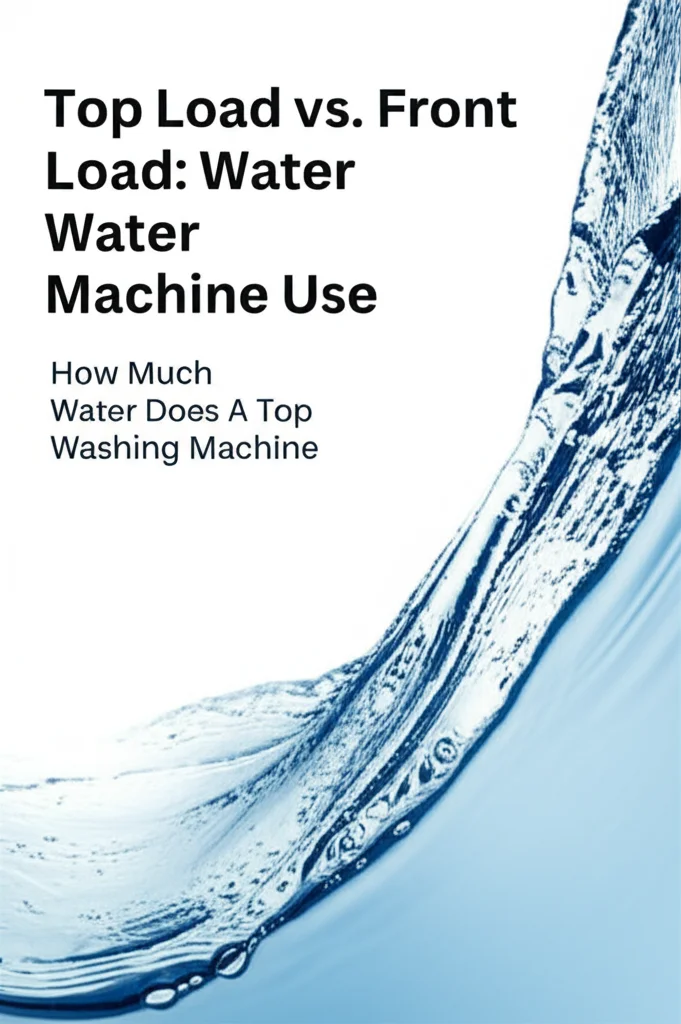 Top Load vs. Front
Load: Water
Water
Machine Use
How Much
Water Does A Top
Washing Machine